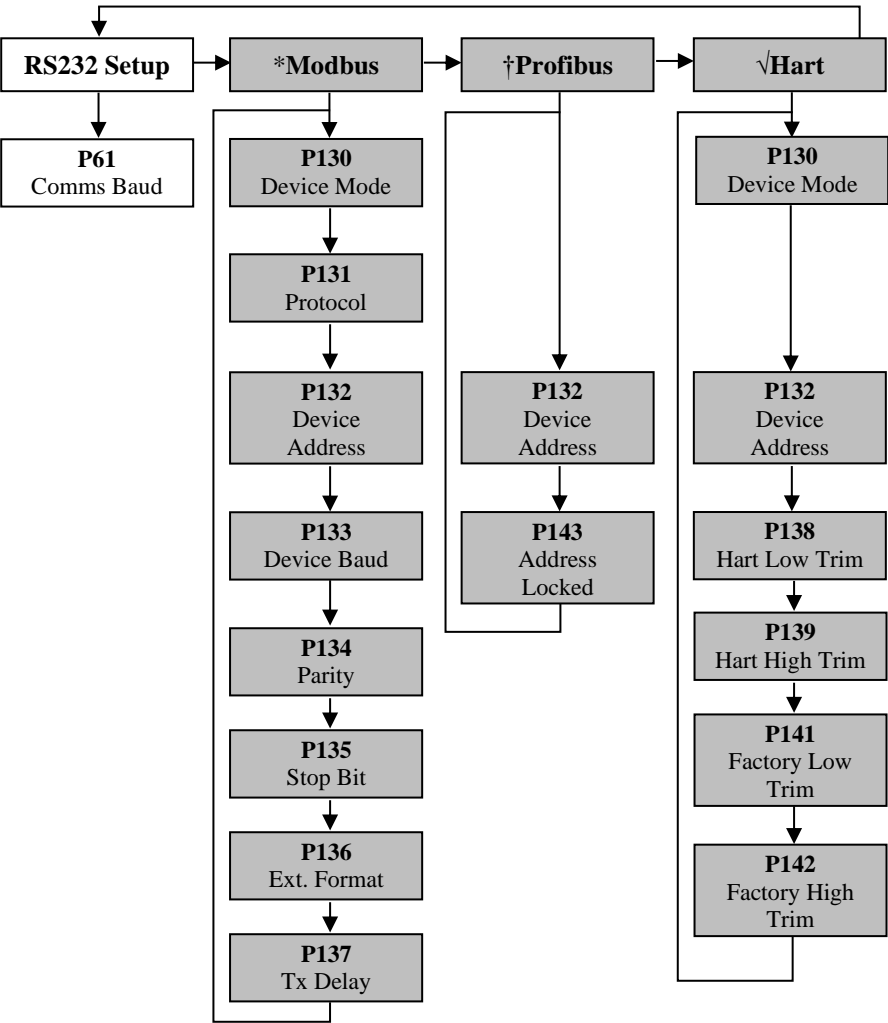 RS232 Setup
*Modbus
†Profibus
√Hart
P61
Comms Baud
P130
Device Mode
P131
Protocol
P132
Device
Address
P133
Device Baud
P134
Parity
P135
Stop Bit
P136
Ext. Format
P137
Tx Delay
P132
Device
Address
P143
Address
Locked
P130
Device Mode
P132
Device
Address
P138
Hart Low Trim
P139
Hart High Trim
P141
Factory Low
Trim
P142
Factory High
Trim